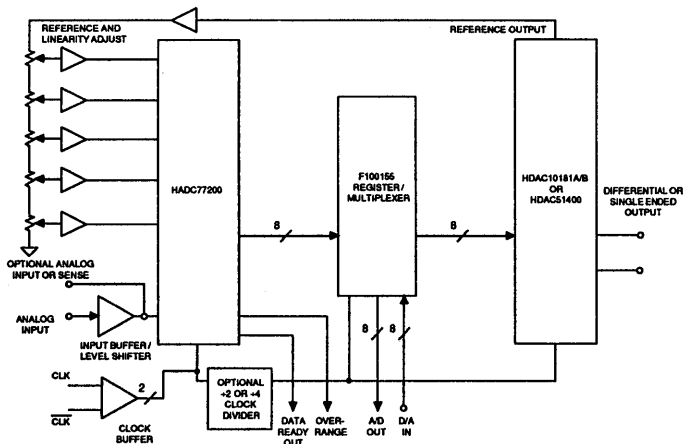 REFERENCE AND
LINEARITY ADJUST
REFERENCE OUTPUT
HADC77200
F100155
REGISTER/
MULTIPLEXER
HDAC10181A/B
OR
HDAC51400
DIFFERENTIAL OR
SINGLE ENDED
OUTPUT
8
8
OPTIONAL ANALOG
INPUT OR SENSE
ANALOG
INPUT
INPUT BUFFER /
LEVEL SHIFTER
8
8
CLK
CLK
2
CLOCK
BUFFER
OPTIONAL
÷2 OR ÷4
CLOCK
DIVIDER
DATA
READY
OUT
OVER-
RANGE
A/D
OUT
D/A
IN